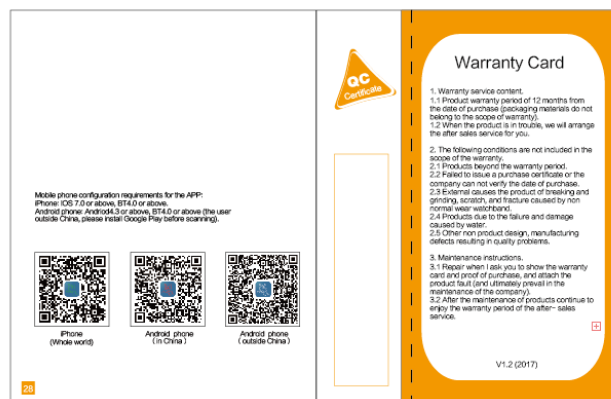 Mobile phone configuration requirements for the APP:
iPhone: IOS 7.0 or above, BT4.0 or above.
Android phone: Andriod4.3 or above, BT4.0 or above (the user
outside China, please install Google Play before scanning).
iPhone
(Whole world)
Android phone
(in China)
Android phone
(outside China)
28
QC
Certificate
Warranty Card
1. Warranty service content.
1.1 Product warranty period of 12 months from
the date of purchase (packaging materials do not
belong to the scope of warranty).
1.2 When the product is in trouble, we will arrange
the after sales service for you.
2. The following conditions are not included in the
scope of the warranty.
2.1 Products beyond the warranty period.
2.2 Failed to issue a purchase certificate or the
company can not verify the date of purchase.
2.3 External causes the product of breaking and
grinding, scratch, and fracture caused by non
normal wear watchband.
2.4 Products due to the failure and damage
caused by water.
2.5 Other non product design, manufacturing
defects resulting in quality problems.
3. Maintenance instructions.
3.1 Repair when I ask you to show the warranty
card and proof of purchase, and attach the
product fault (and ultimately prevail in the
maintenance of the company).
3.2 After the maintenance of products continue to
enjoy the warranty period of the after- sales
service.
V1.2 (2017)